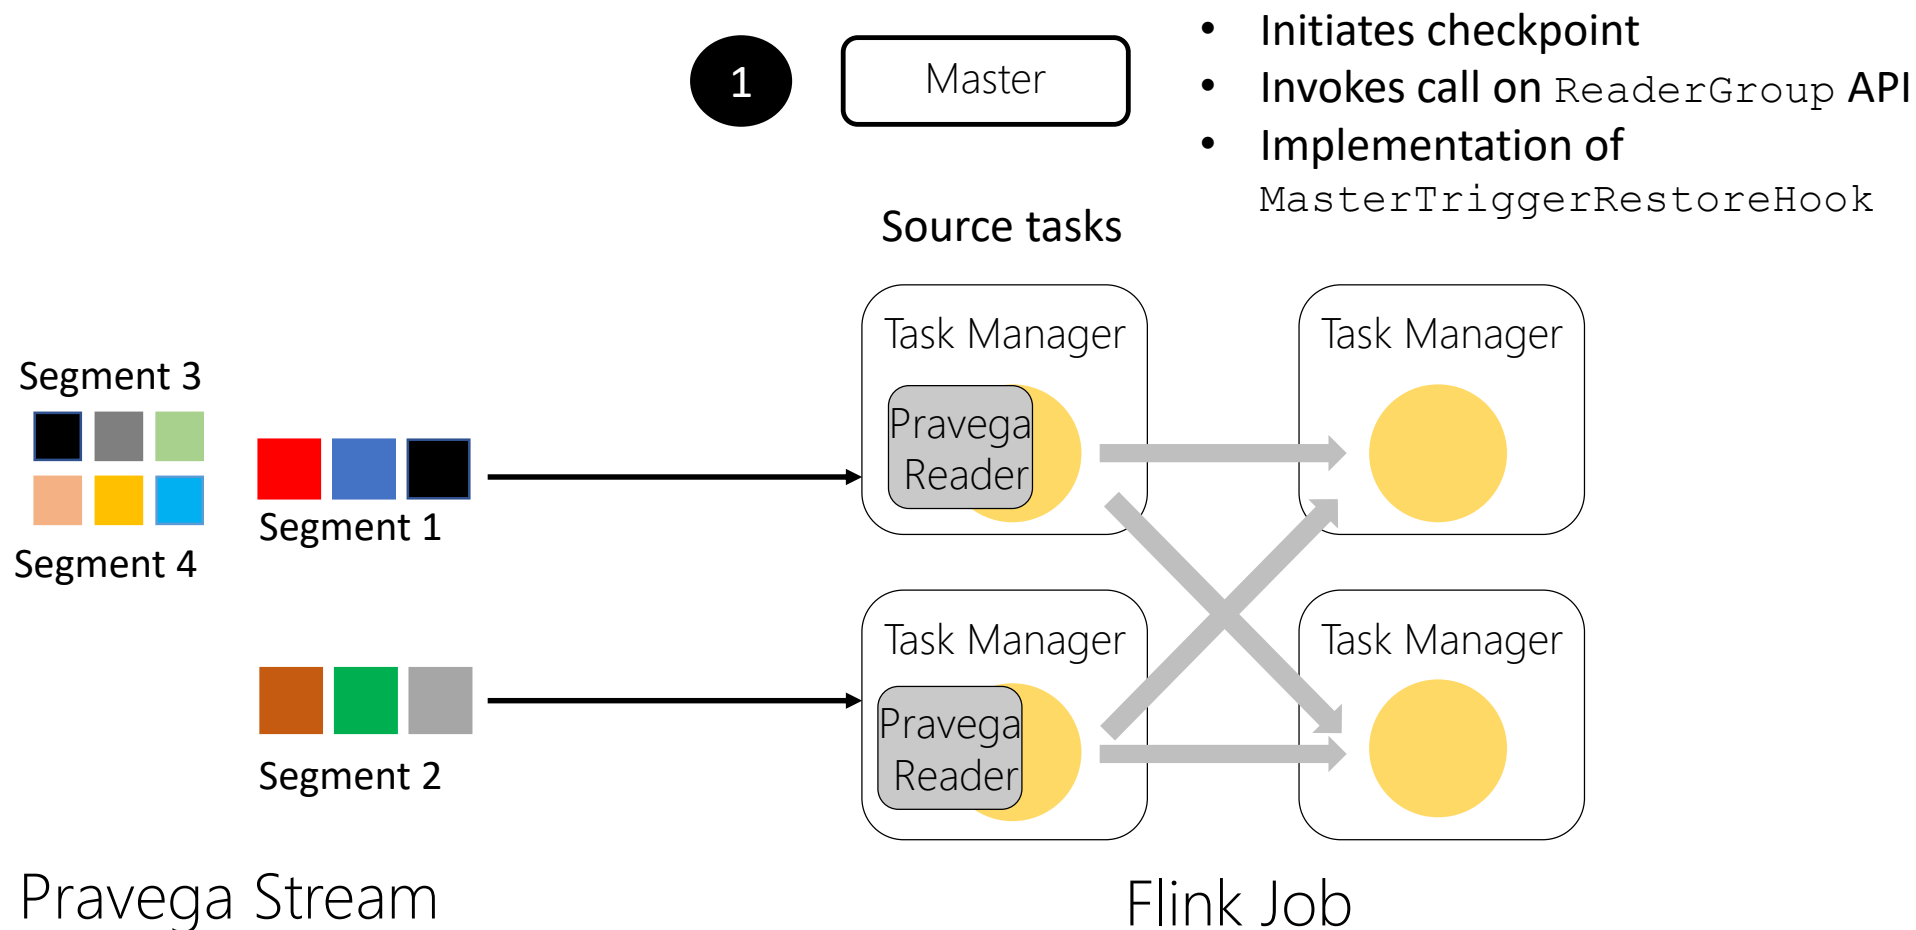 1
Master
• Initiates checkpoint
• Invokes call on ReaderGroup API
• Implementation of
MasterTriggerRestoreHook
Source tasks
Task Manager
Pravega
Reader
Task Manager
Segment 3
Segment 4
Segment 1
Task Manager
Pravega
Reader
Task Manager
Segment 2
Pravega Stream
Flink Job